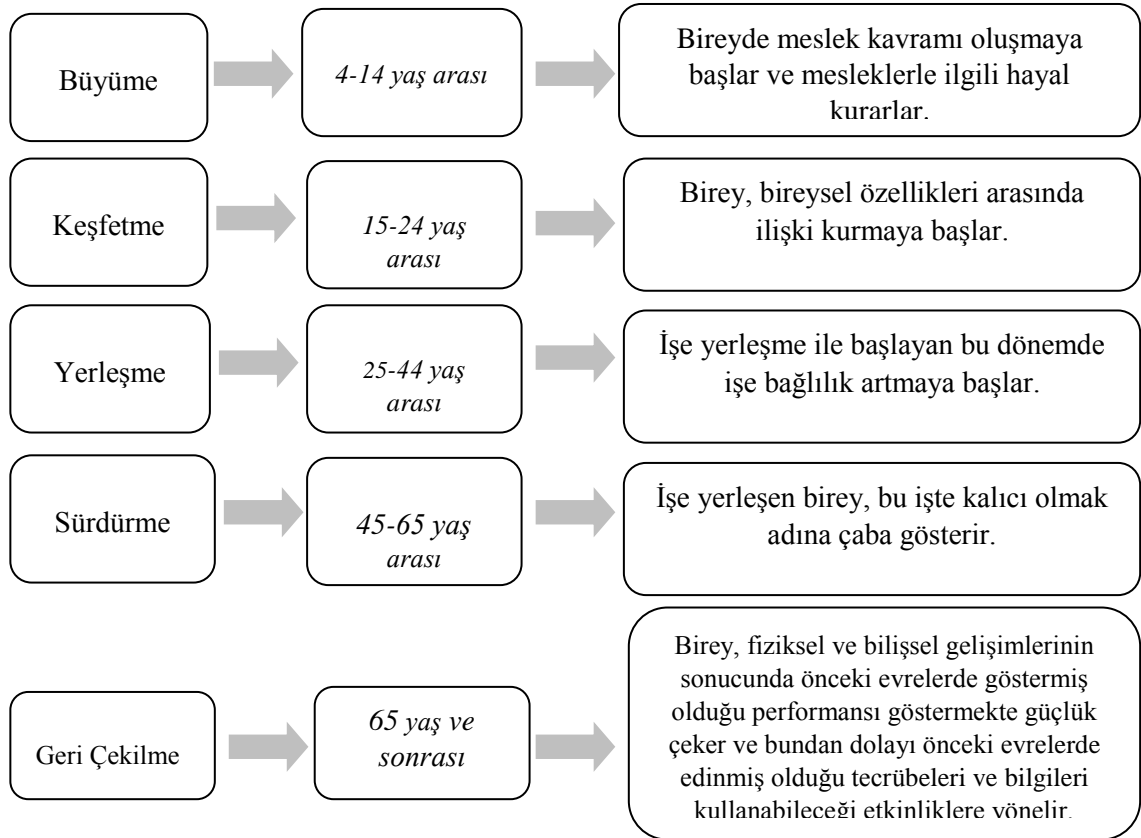 Büyüme
4-14 yaş arası
Bireyde meslek kavramı oluşmaya
başlar ve mesleklerle ilgili hayal
kurarlar.
Keşfetme
15-24 yaş
arası
Birey, bireysel özellikleri arasında
ilişki kurmaya başlar.
Yerleşme
25-44 yaş
arası
İşe yerleşme ile başlayan bu dönemde
işe bağlılık artmaya başlar.
Sürdürme
45-65 yaş
arası
İşe yerleşen birey, bu işte kalıcı olmak
adına çaba gösterir.
Geri Çekilme
65 yaş ve
sonrası
Birey, fiziksel ve bilişsel gelişimlerinin
sonucunda önceki evrelerde göstermiş
olduğu performansı göstermekte güçlük
çeker ve bundan dolayı önceki evrelerde
edinmiş olduğu tecrübeleri ve bilgileri
kullanabileceği etkinliklere yönelir.